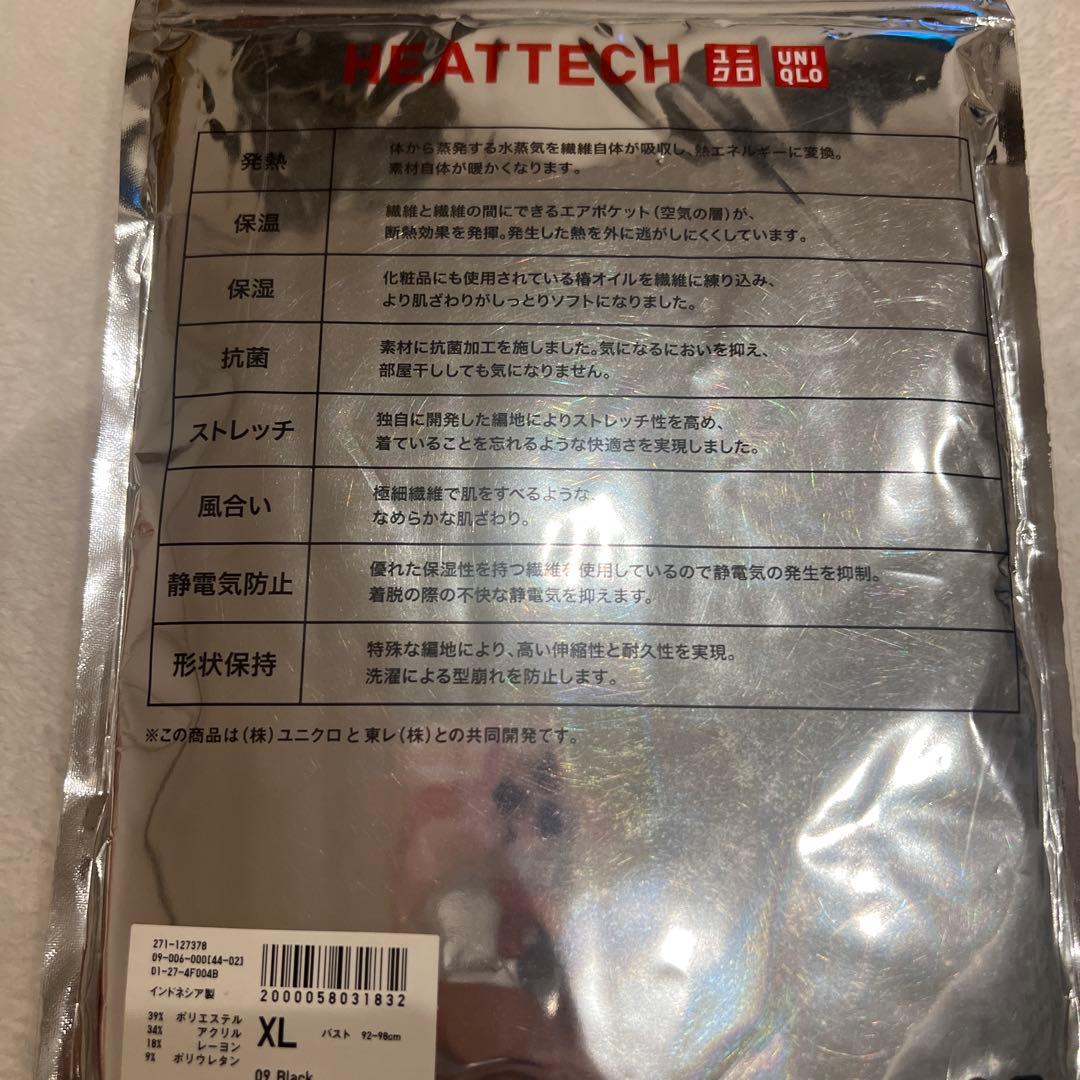 HEATTECH ユニクロ UNIQLO
発熱
体から蒸発する水蒸気を繊維自体が吸収し、熱エネルギーに変換。
素材自体が暖かくなります。
保温
繊維と繊維の間にできるエアポケット(空気の層)が、
断熱効果を発揮。発生した熱を外に逃がしにくくしています。
保湿
化粧品にも使用されている椿オイルを繊維に練り込み、
より肌ざわりがしっとりソフトになりました。
抗菌
素材に抗菌加工を施しました。気になるにおいを抑え、
部屋干ししても気になりません。
ストレッチ
独自に開発した編地によりストレッチ性を高め、
着ていることを忘れるような快適さを実現しました。
風合い
極細繊維で肌をすべるような、
なめらかな肌ざわり。
静電気防止
優れた保湿性を持つ繊維を使用しているので静電気の発生を抑制。
着脱の際の不快な静電気を抑えます。
形状保持
特殊な編地により、高い伸縮性と耐久性を実現。
洗濯による型崩れを防止します。
※この商品は(株)ユニクロと東レ(株)との共同開発です。
271-127378
09-006-000[44-02]
01-27-4F004B
インドネシア製
2000058031832
39% ポリエステル
34% アクリル
18% レーヨン
9% ポリウレタン
XL バスト 92-98cm
09 Black